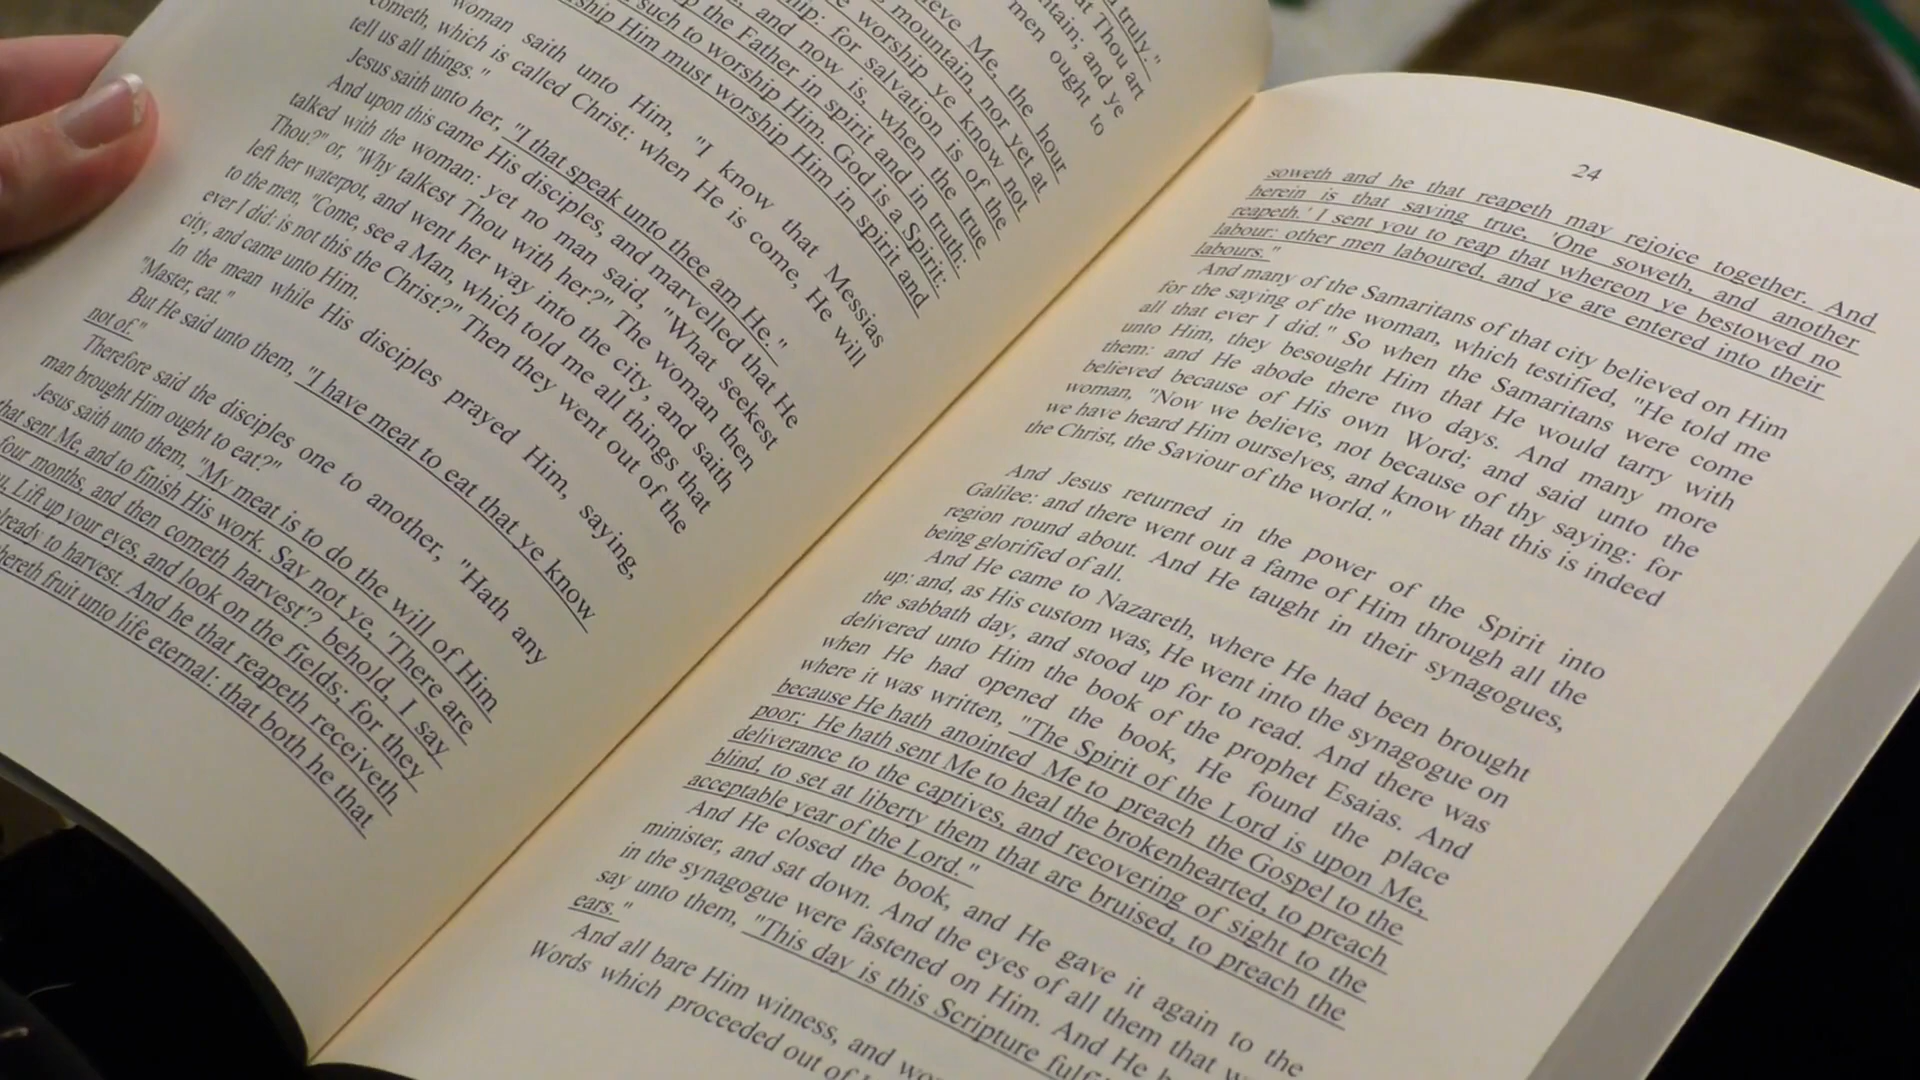 d truly."
at Thou art
ntain; and ye
men ought to
ieve Me, the hour
mountain, nor yet at
e worship ye know not
hip: for salvation is of the
e, and now is, when the true
p the Father in spirit and in truth:
such to worship Him. God is a Spirit:
rship Him must worship Him in spirit and
woman saith unto Him, "I know that Messias
cometh, which is called Christ: when He is come, He will
tell us all things."
Jesus saith unto her, "I that speak unto thee am He."
And upon this came His disciples, and marvelled that He
talked with the woman: yet no man said, "What seekest
Thou?" or, "Why talkest Thou with her?" The woman then
left her waterpot, and went her way into the city, and saith
to the men, "Come, see a Man, which told me all things that
ever I did: is not this the Christ?" Then they went out of the
city, and came unto Him.
In the mean while His disciples prayed Him, saying,
"Master, eat."
But He said unto them, "I have meat to eat that ye know
not of."
Therefore said the disciples one to another, "Hath any
man brought Him ought to eat?"
Jesus saith unto them, "My meat is to do the will of Him
that sent Me, and to finish His work. Say not ye, 'There are
four months, and then cometh harvest'? behold, I say
u, Lift up your eyes, and look on the fields; for they
already to harvest. And he that reapeth receiveth
hereth fruit unto life eternal: that both he that
24
soweth and he that reapeth may rejoice together. And
herein is that saying true, 'One soweth, and another
reapeth.' I sent you to reap that whereon ye bestowed no
labour: other men laboured, and ye are entered into their
labours."
And many of the Samaritans of that city believed on Him
for the saying of the woman, which testified, "He told me
all that ever I did." So when the Samaritans were come
unto Him, they besought Him that He would tarry with
them: and He abode there two days. And many more
believed because of His own Word; and said unto the
woman, "Now we believe, not because of thy saying: for
we have heard Him ourselves, and know that this is indeed
the Christ, the Saviour of the world."
And Jesus returned in the power of the Spirit into
Galilee: and there went out a fame of Him through all the
region round about. And He taught in their synagogues,
being glorified of all.
And He came to Nazareth, where He had been brought
up: and, as His custom was, He went into the synagogue on
the sabbath day, and stood up for to read. And there was
delivered unto Him the book of the prophet Esaias. And
when He had opened the book, He found the place
where it was written, "The Spirit of the Lord is upon Me,
because He hath anointed Me to preach the Gospel to the
poor; He hath sent Me to heal the brokenhearted, to preach
deliverance to the captives, and recovering of sight to the
blind, to set at liberty them that are bruised, to preach the
acceptable year of the Lord."
And He closed the book, and He gave it again to the
minister, and sat down. And the eyes of all them that w
in the synagogue were fastened on Him. And He b
say unto them, "This day is this Scripture fulf
ears."
And all bare Him witness, and wo
Words which proceeded out of